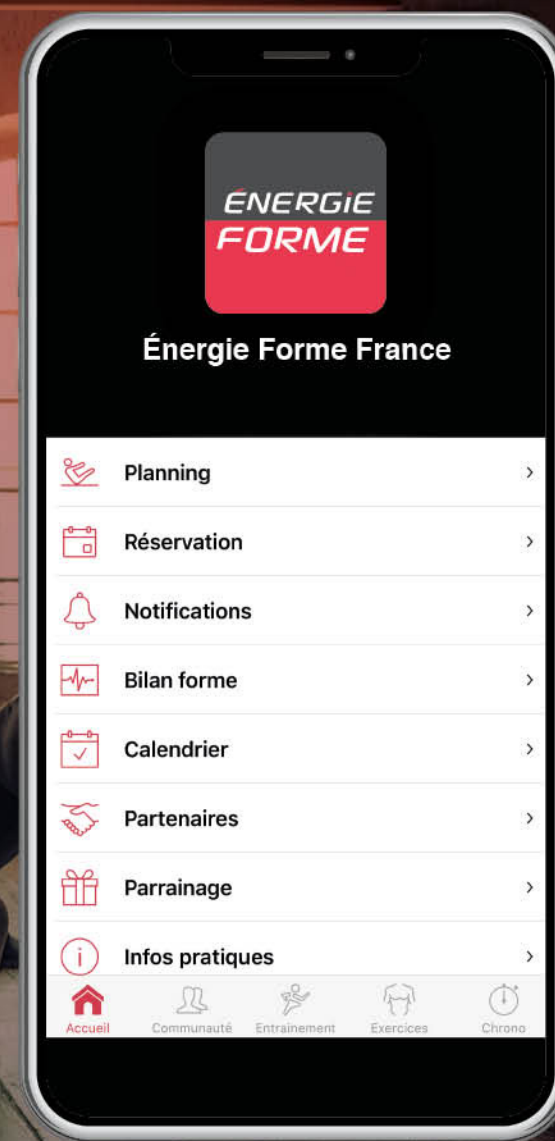 ÉNERGiE
FORME
Énergie Forme France
Planning
Réservation
Notifications
Bilan forme
Calendrier
Partenaires
Parrainage
Infos pratiques
Accueil Communauté Entrainement Exercices Chrono